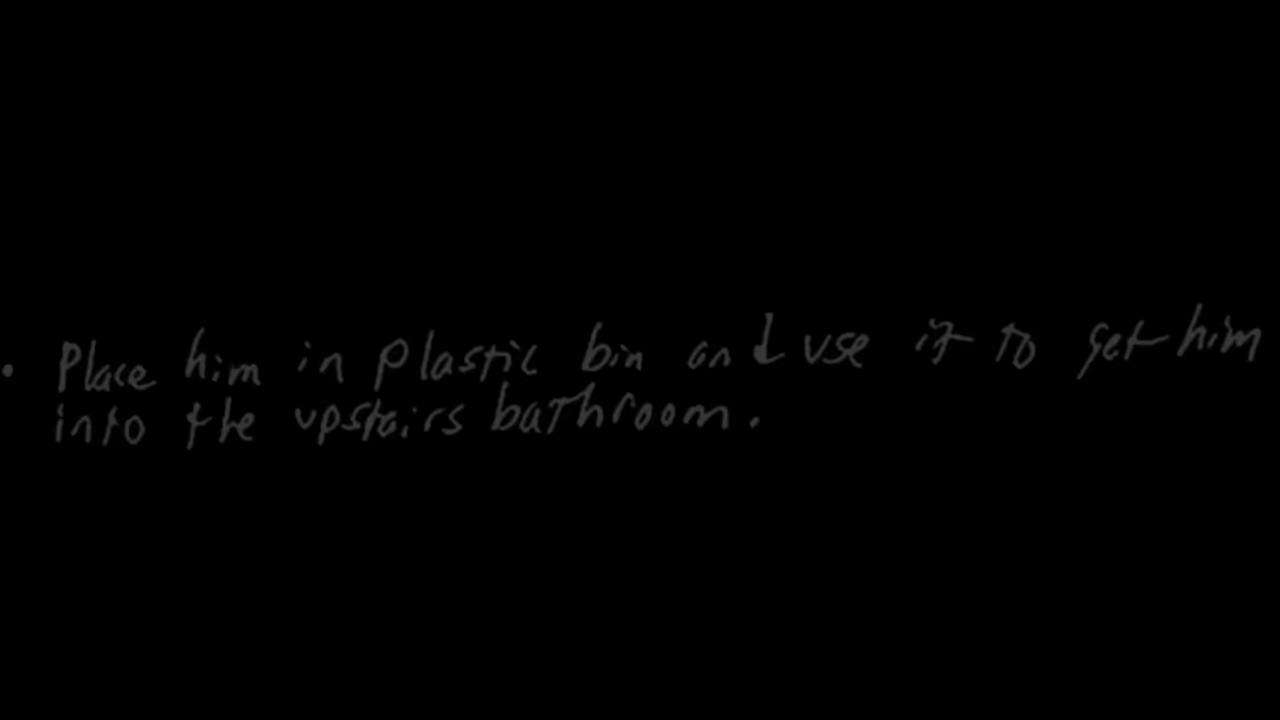 • Place him in plastic bin and use it to get him
into the upstairs bathroom.